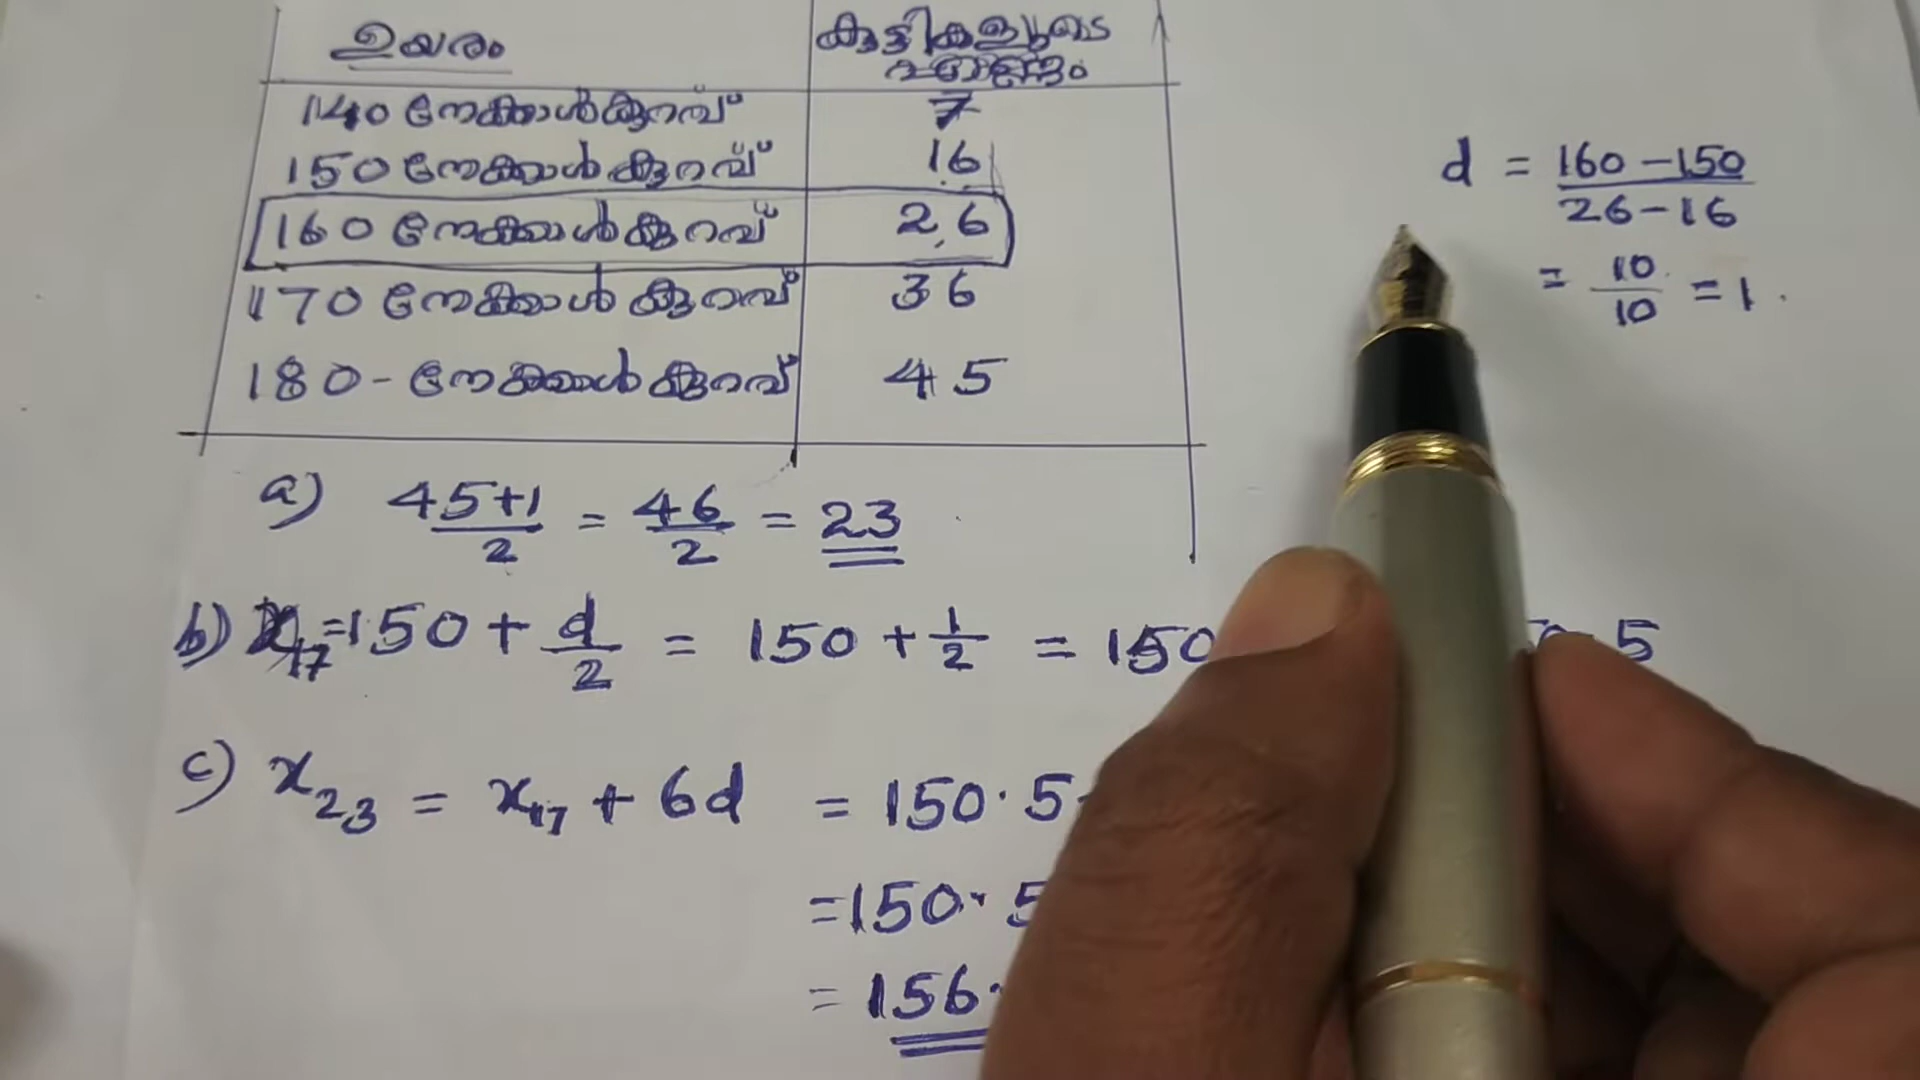 ഉയരം കുട്ടികളുടെ എണ്ണം
140 നേക്കാൾ കുറവ് 7
150 നേക്കാൾ കുറവ് 16
160 നേക്കാൾ കുറവ് 26
170 നേക്കാൾ കുറവ് 36
180 - നേക്കാൾ കുറവ് 45
d = 160 - 150 / 26 - 16
= 10 / 10 = 1.
a) 45+1 / 2 = 46 / 2 = 23
b) x₁₇ = 150 + d / 2 = 150 + 1 / 2 = 150 5
c) x₂₃ = x₁₇ + 6d = 150.5
= 150.5
= 156.